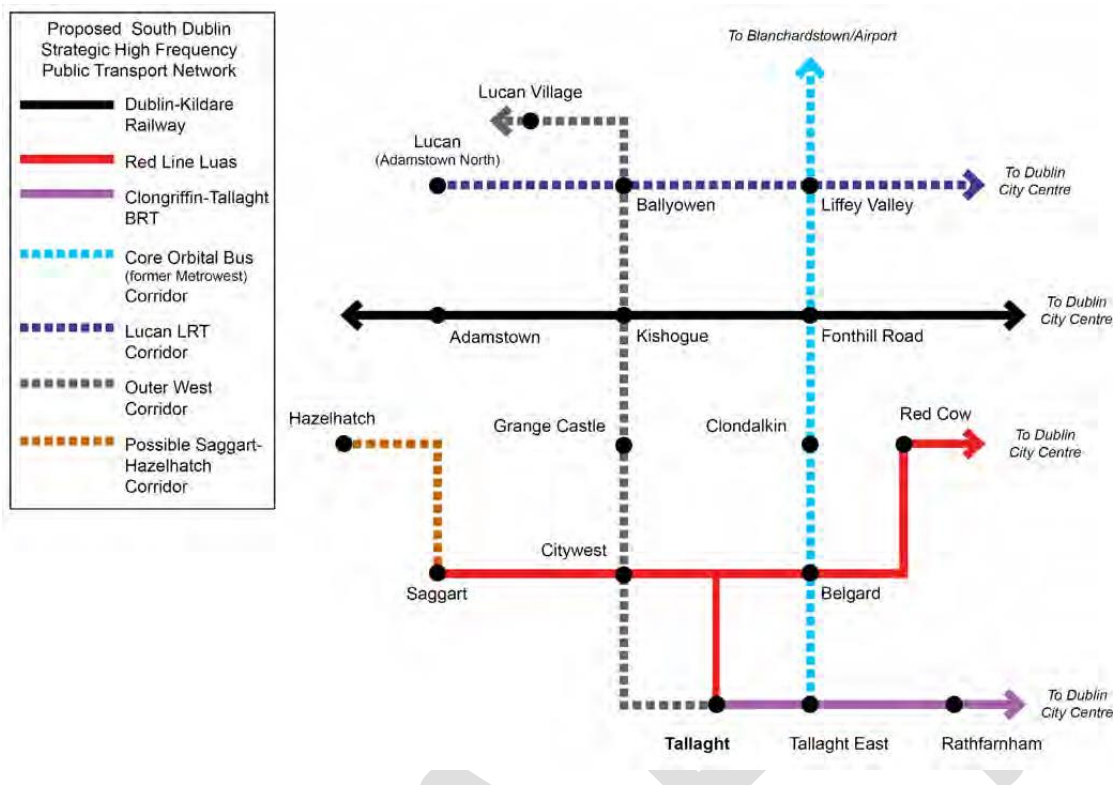 Proposed South Dublin
Strategic High Frequency
Public Transport Network
Dublin-Kildare
Railway
Red Line Luas
Clongriffin-Tallaght
BRT
Core Orbital Bus
(former Metrowest)
Corridor
Lucan LRT
Corridor
Outer West
Corridor
Possible Saggart-
Hazelhatch
Corridor
To Blanchardstown/Airport
Lucan Village
Lucan
(Adamstown North)
Ballyowen
Liffey Valley
To Dublin
City Centre
Adamstown
Kishogue
Fonthill Road
To Dublin
City Centre
Hazelhatch
Grange Castle
Clondalkin
Red Cow
To Dublin
City Centre
Citywest
Saggart
Belgard
Tallaght
Tallaght East
Rathfarnham
To Dublin
City Centre